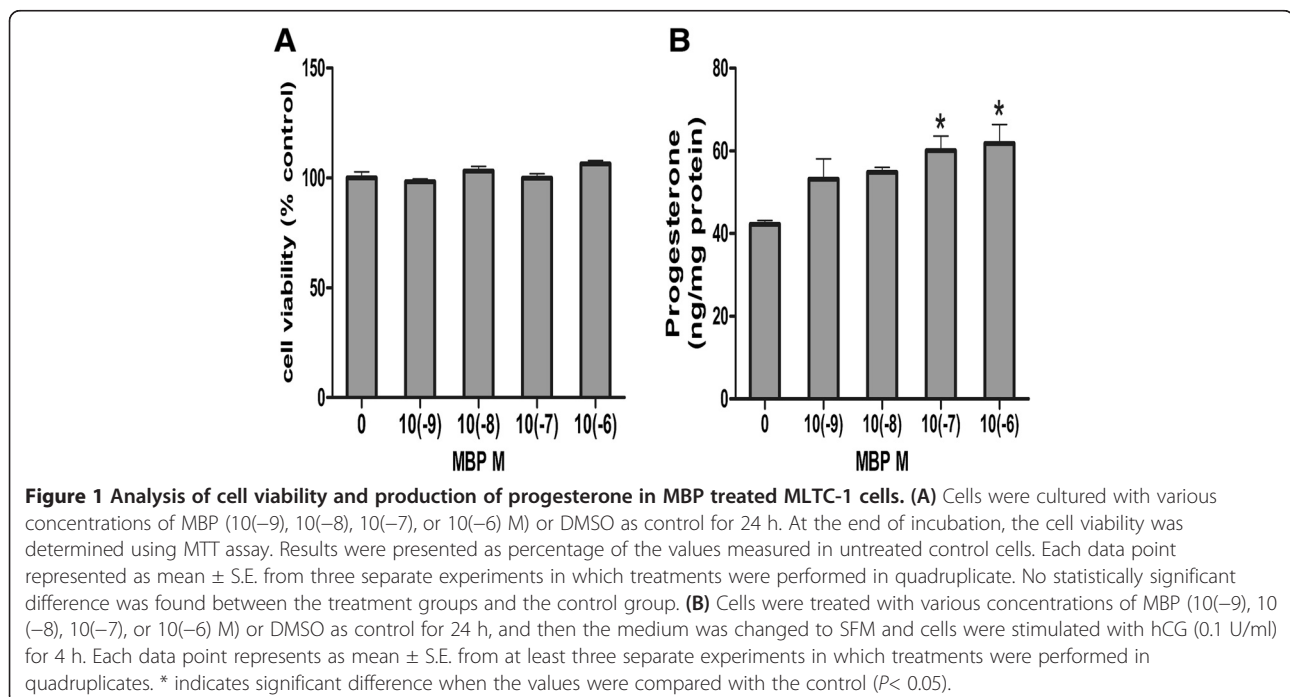 A
B
150
100
50
0
cell viability (% control)
0
10(-9)
10(-8)
10(-7)
10(-6)
MBP M
80
60
40
20
0
Progesterone
(ng/mg protein)
*
*
0
10(-9)
10(-8)
10(-7)
10(-6)
MBP M
Figure 1 Analysis of cell viability and production of progesterone in MBP treated MLTC-1 cells. (A) Cells were cultured with various
concentrations of MBP (10(−9), 10(−8), 10(−7), or 10(−6) M) or DMSO as control for 24 h. At the end of incubation, the cell viability was
determined using MTT assay. Results were presented as percentage of the values measured in untreated control cells. Each data point
represented as mean ± S.E. from three separate experiments in which treatments were performed in quadruplicate. No statistically significant
difference was found between the treatment groups and the control group. (B) Cells were treated with various concentrations of MBP (10(−9), 10
(−8), 10(−7), or 10(−6) M) or DMSO as control for 24 h, and then the medium was changed to SFM and cells were stimulated with hCG (0.1 U/ml)
for 4 h. Each data point represents as mean ± S.E. from at least three separate experiments in which treatments were performed in
quadruplicates. * indicates significant difference when the values were compared with the control (P< 0.05).